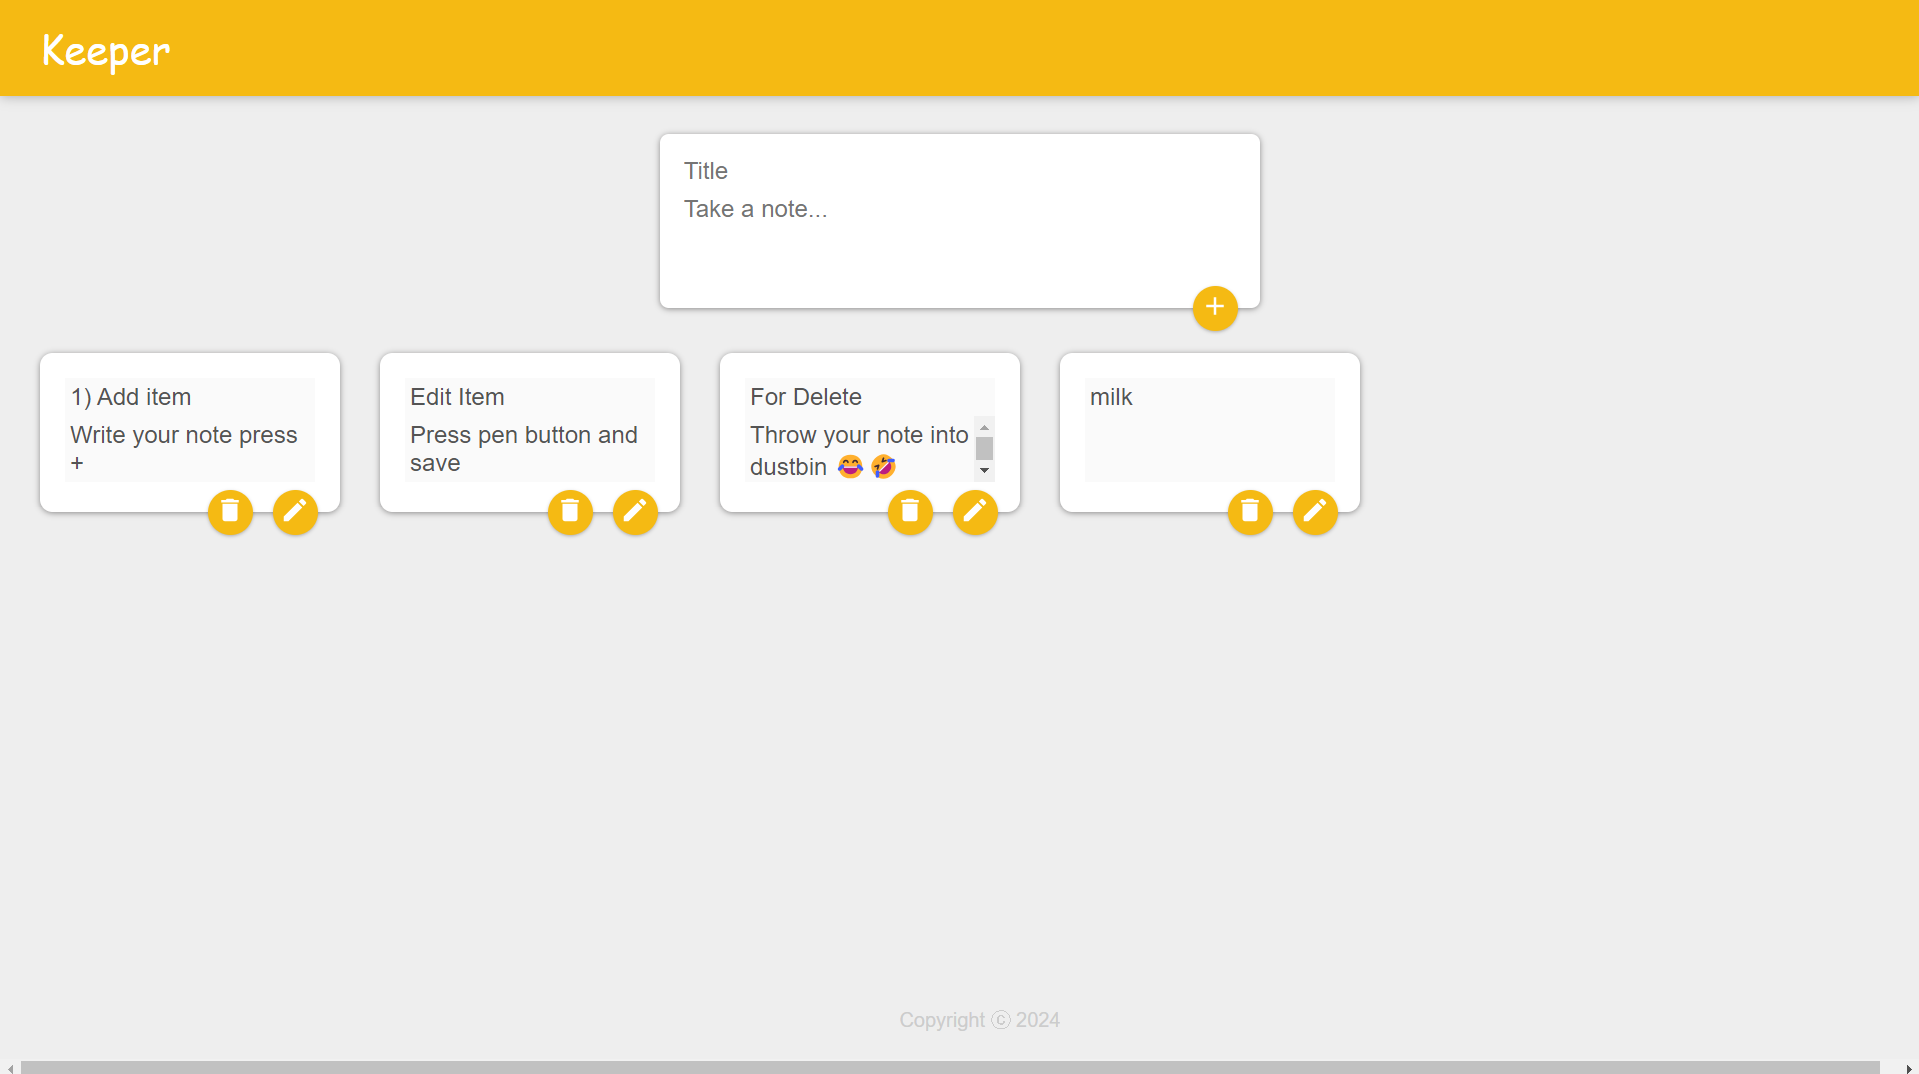 Keeper
Title
Take a note...
1) Add item
Write your note press
+
Edit Item
Press pen button and
save
For Delete
Throw your note into
dustbin 😂 🤣
milk
Copyright ⓒ 2024